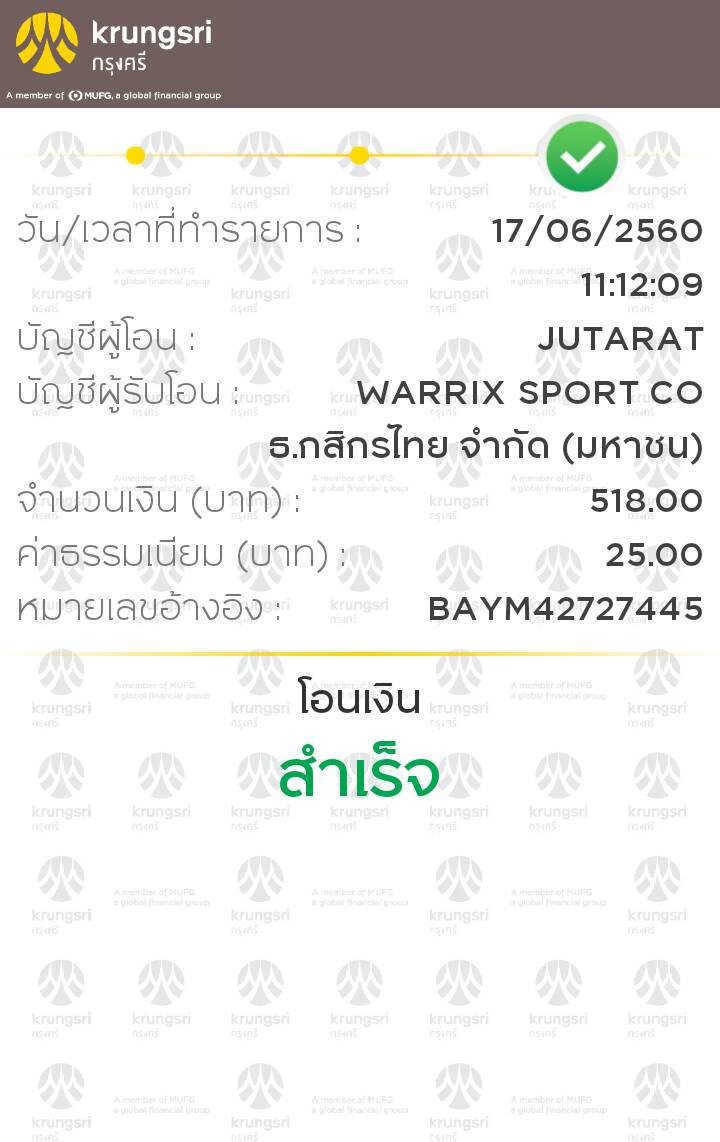 krungsri
กรุงศรี
A member of MUFG, a global financial group
วัน/เวลาที่ทำรายการ : 17/06/2560
11:12:09
บัญชีผู้โอน : JUTARAT
บัญชีผู้รับโอน : WARRIX SPORT CO
ธ.กสิกรไทย จำกัด (มหาชน)
จำนวนเงิน (บาท) : 518.00
ค่าธรรมเนียม (บาท) : 25.00
หมายเลขอ้างอิง : BAYM42727445
โอนเงิน
สำเร็จ